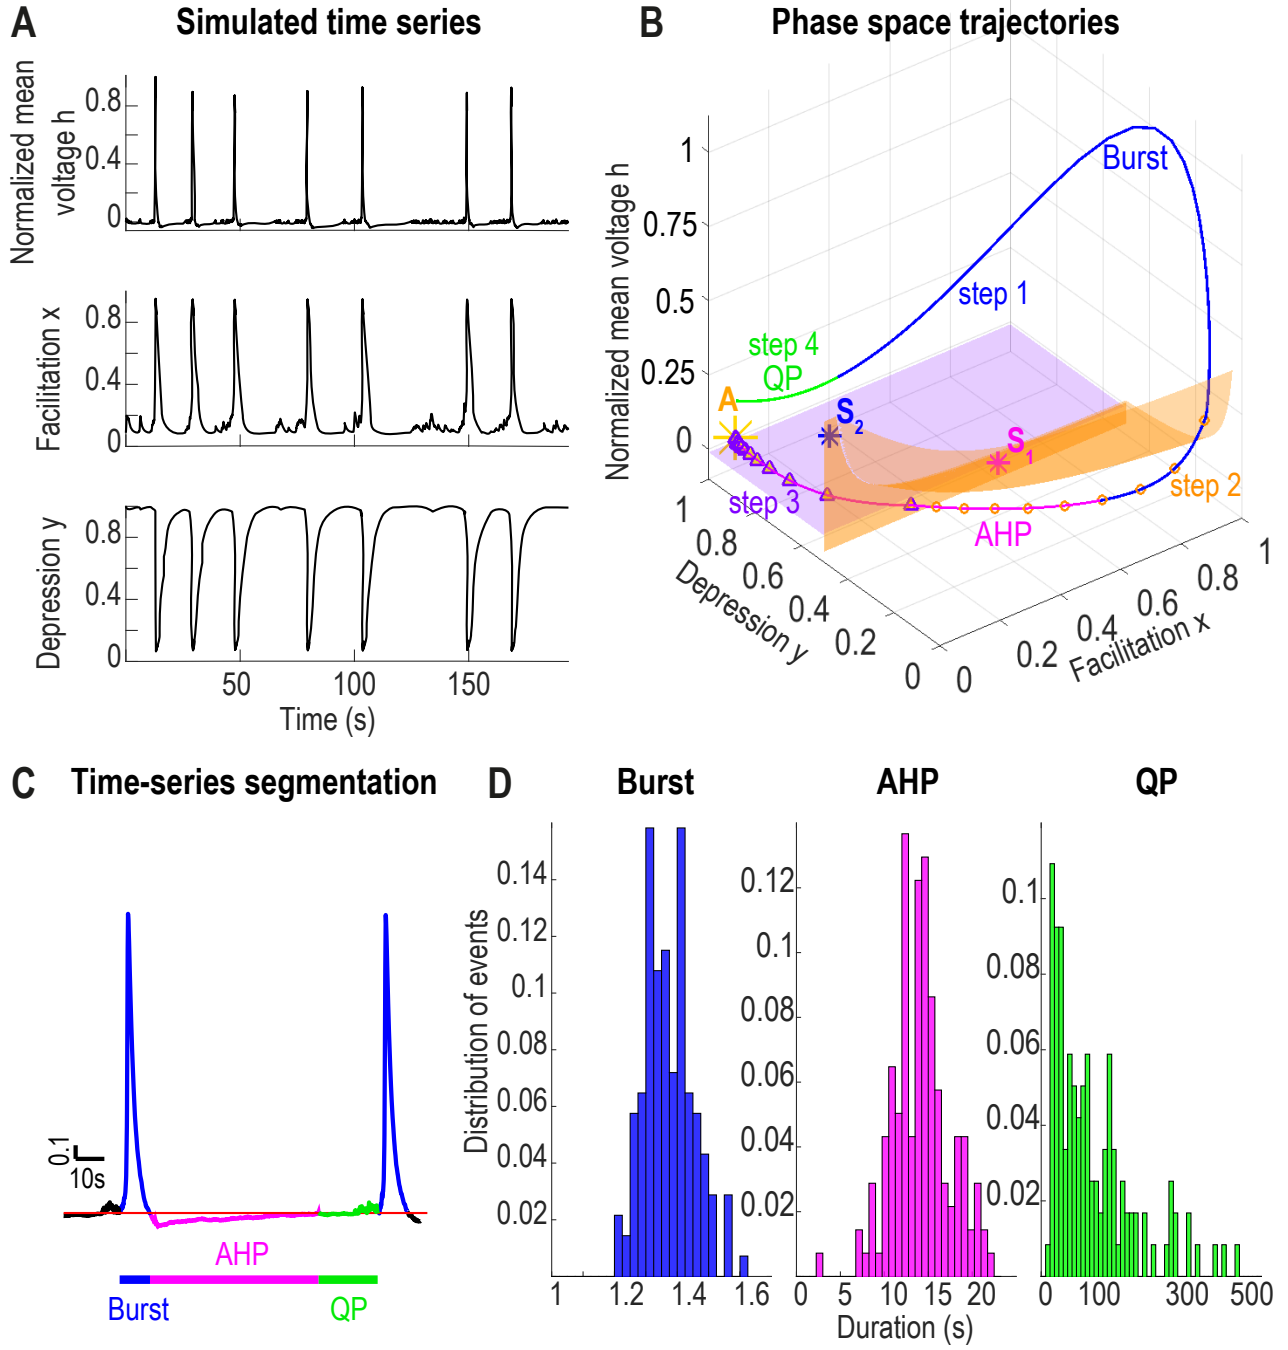 A Simulated time series
Normalized mean
voltage h
0.8
0.4
0
Facilitation x
0.8
0.4
0
Depression y
0.8
0.4
0
50 100 150
Time (s)
B Phase space trajectories
Normalized mean voltage h
1
0.75
0.5
0.25
0
Burst
step 1
step 4
QP
A
S2
S1
step 3
step 2
AHP
1 0.8 0.6 0.4 0.2 0
Depression y
0 0.2 0.4 0.6 0.8 1
Facilitation x
C Time-series segmentation
0.1
10s
AHP
Burst QP
D Burst AHP QP
Distribution of events
0.14
0.12
0.1
0.08
0.06
0.04
0.02
1 1.2 1.4 1.6
0.12
0.1
0.08
0.06
0.04
0.02
0 5 10 15 20
0.1
0.08
0.06
0.04
0.02
0 100 300 500
Duration (s)